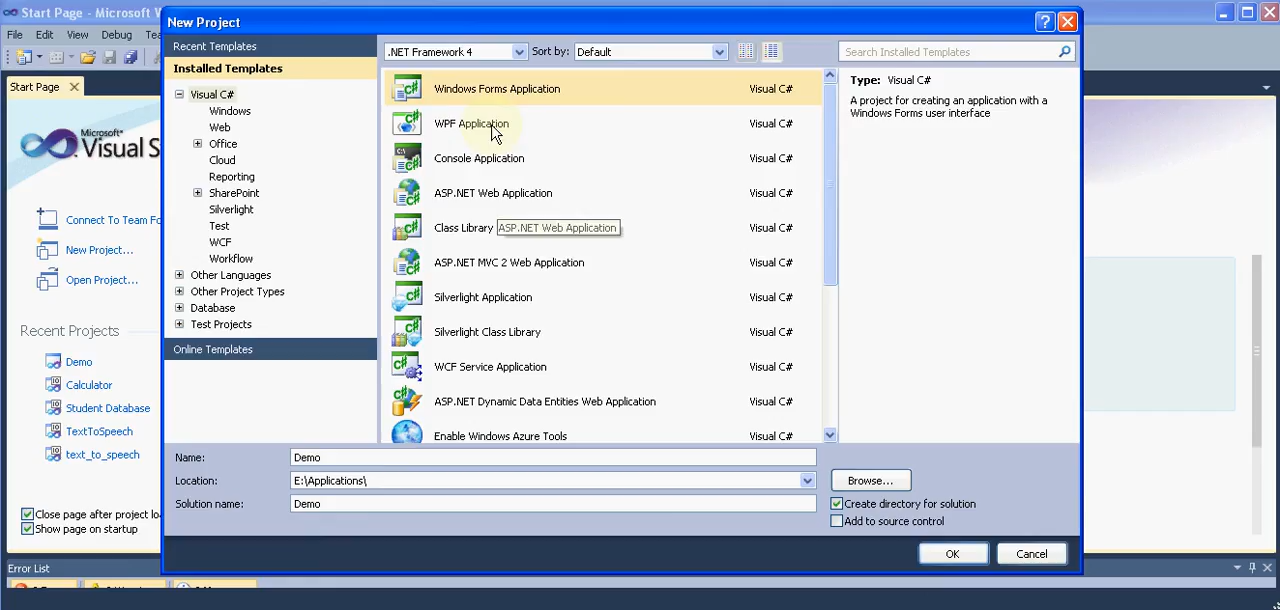 Start Page - Microsoft W
New Project
File Edit View Debug Tea
Recent Templates
.NET Framework 4
Sort by:
Default
Search Installed Templates
Installed Templates
Start Page
Visual C#
Windows
Web
Office
Cloud
Reporting
SharePoint
Silverlight
Test
WCF
Workflow
Other Languages
Other Project Types
Database
Test Projects
Online Templates
Windows Forms Application Visual C#
WPF Application Visual C#
Console Application Visual C#
ASP.NET Web Application Visual C#
Class Library Visual C#
ASP.NET Web Application
ASP.NET MVC 2 Web Application Visual C#
Silverlight Application Visual C#
Silverlight Class Library Visual C#
WCF Service Application Visual C#
ASP.NET Dynamic Data Entities Web Application Visual C#
Enable Windows Azure Tools Visual C#
Type: Visual C#
A project for creating an application with a
Windows Forms user interface
Microsoft
Visual S
Connect To Team Fo
New Project...
Open Project...
Recent Projects
Demo
Calculator
Student Database
TextToSpeech
text_to_speech
Close page after project loa
Show page on startup
Name: Demo
Location: E:\Applications\
Browse...
Solution name: Demo
Create directory for solution
Add to source control
OK
Cancel
Error List